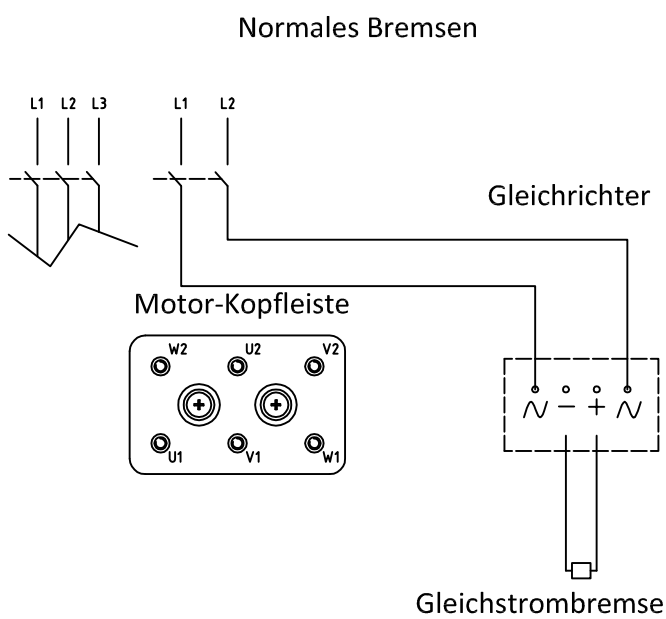 Normales Bremsen
L1 L2 L3 L1 L2
Gleichrichter
Motor-Kopfleiste
W2 U2 V2
U1 V1 W1
∿ − + ∿
Gleichstrombremse